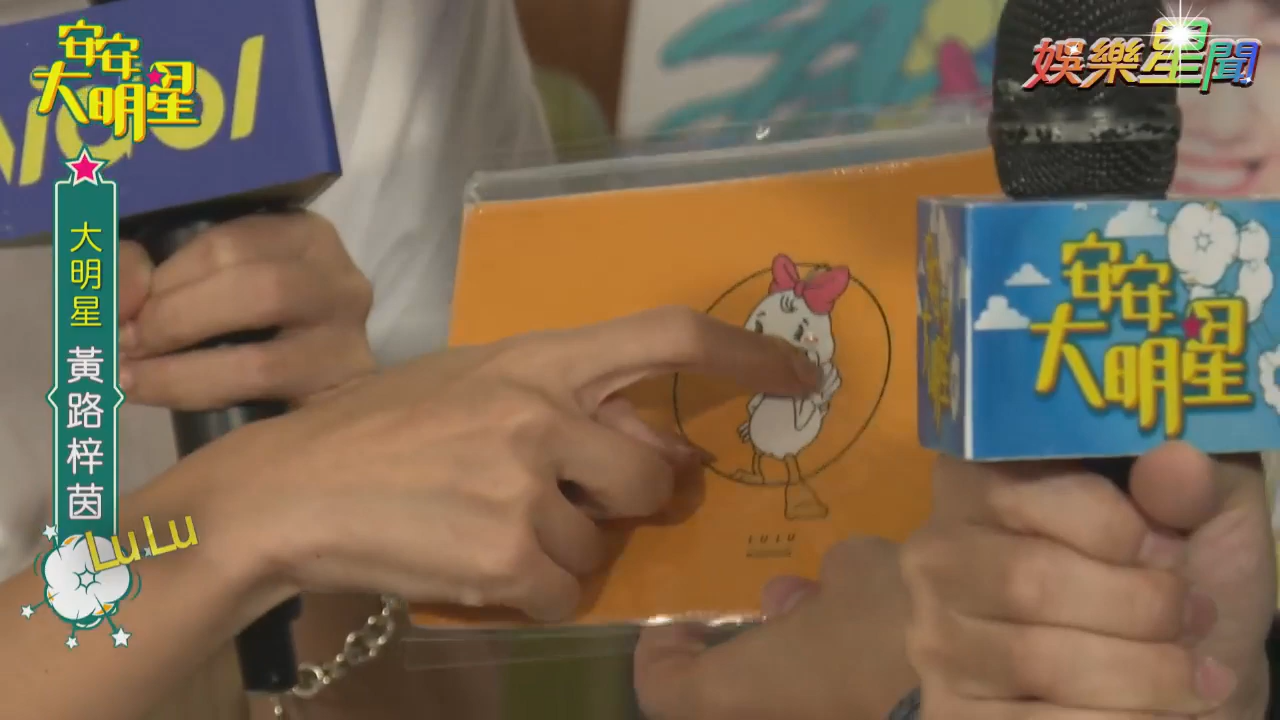 安安
大明星
娛樂星聞
大明星 黃路梓茵
LuLu
安安
大明星
LULU